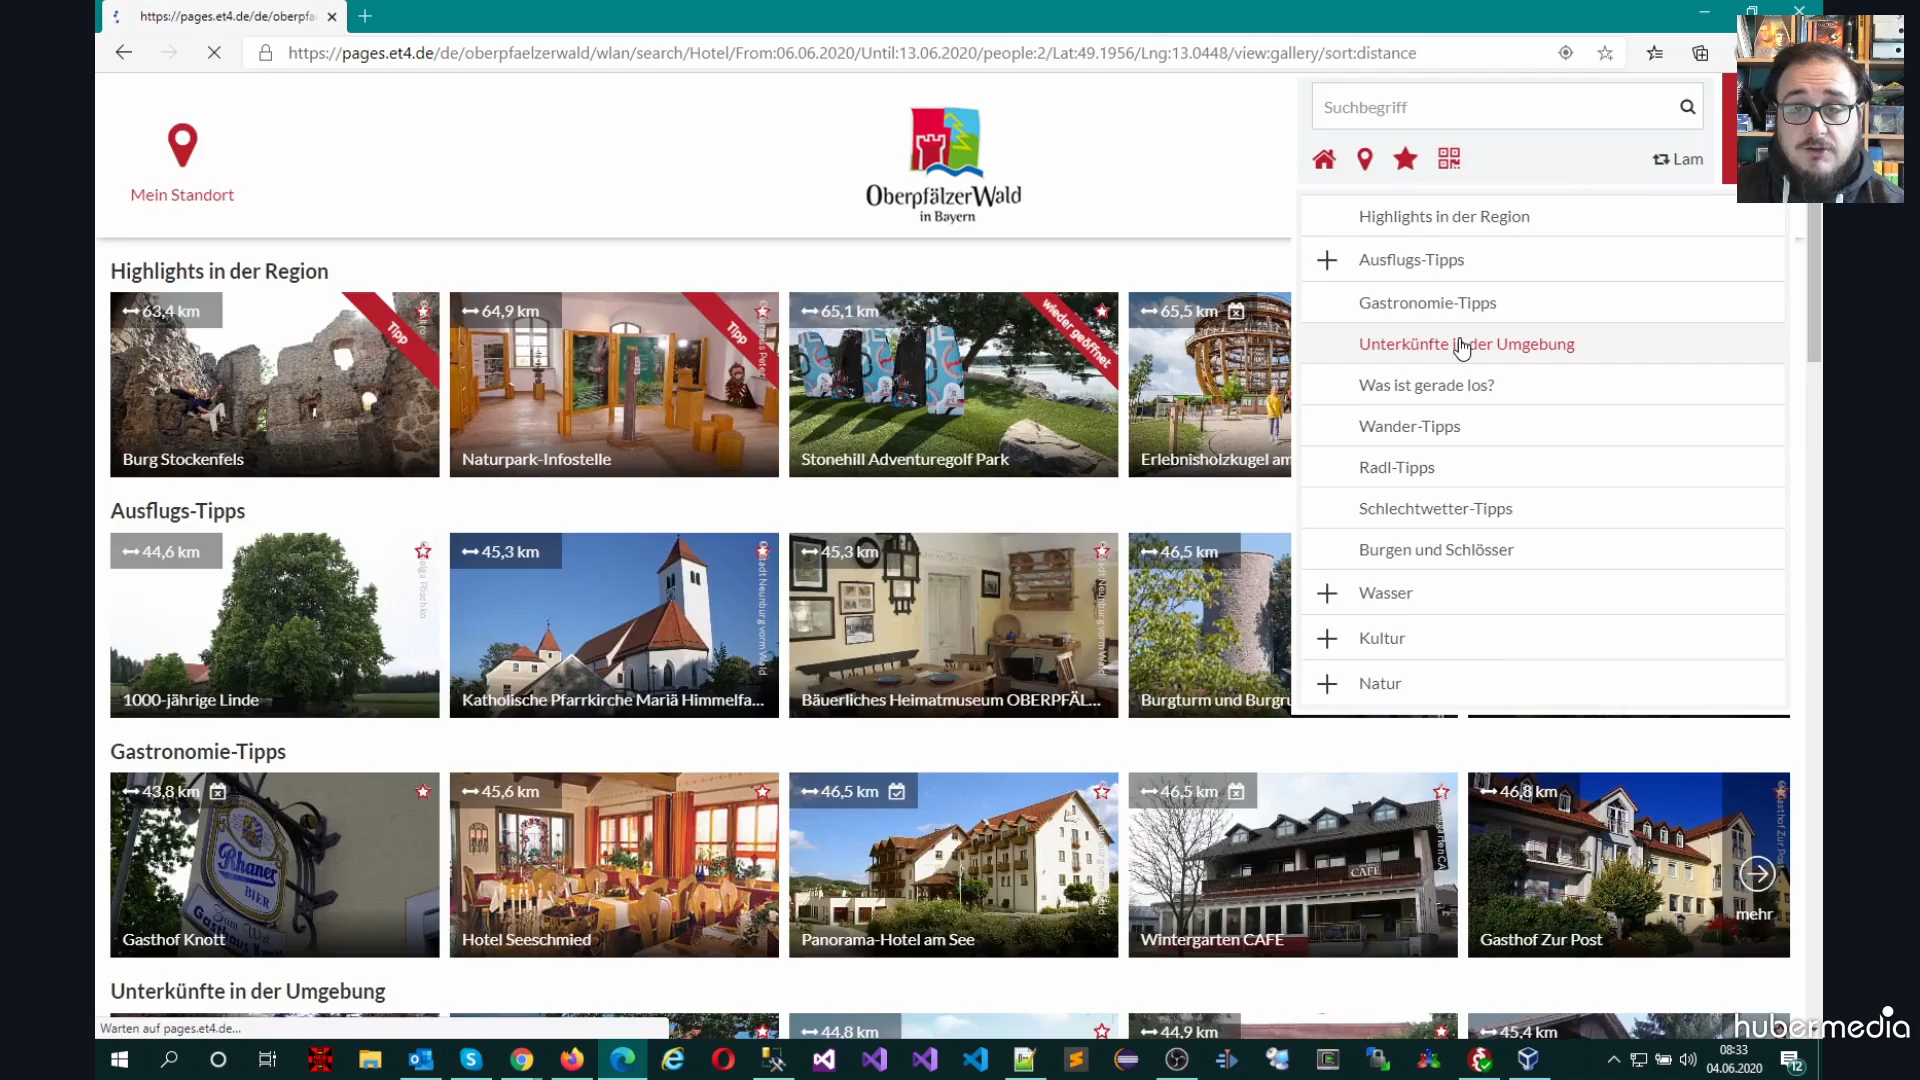 https://pages.et4.de/de/oberpfa
https://pages.et4.de/de/oberpfaelzerwald/wlan/search/Hotel/From:06.06.2020/Until:13.06.2020/people:2/Lat:49.1956/Lng:13.0448/view:gallery/sort:distance
Mein Standort
OberpfälzerWald
in Bayern
Suchbegriff
Lam
Highlights in der Region
Ausflugs-Tipps
Gastronomie-Tipps
Unterkünfte in der Umgebung
Was ist gerade los?
Wander-Tipps
Radl-Tipps
Schlechtwetter-Tipps
Burgen und Schlösser
Wasser
Kultur
Natur
Highlights in der Region
63,4 km
Tipp
Burg Stockenfels
64,9 km
Tipp
Naturpark-Infostelle
65,1 km
wieder geöffnet
Stonehill Adventuregolf Park
65,5 km
Erlebnisholzkugel am
Ausflugs-Tipps
44,6 km
1000-jährige Linde
45,3 km
Stadt Neunburg vorm Wald
Katholische Pfarrkirche Mariä Himmelfa...
45,3 km
Bäuerliches Heimatmuseum OBERPFÄL...
46,5 km
Burgturm und Burgru
Gastronomie-Tipps
43,8 km
Rhaner
BIER
Gasthof Knott
45,6 km
Hotel Seeschmied
46,5 km
Panorama-Hotel am See
46,5 km
CAFE
Wintergarten CAFE
46,8 km
Gasthof Zur Post
mehr
Unterkünfte in der Umgebung
44,8 km
44,9 km
45,4 km
Warten auf pages.et4.de...
hubermedia
08:33
04.06.2020
12